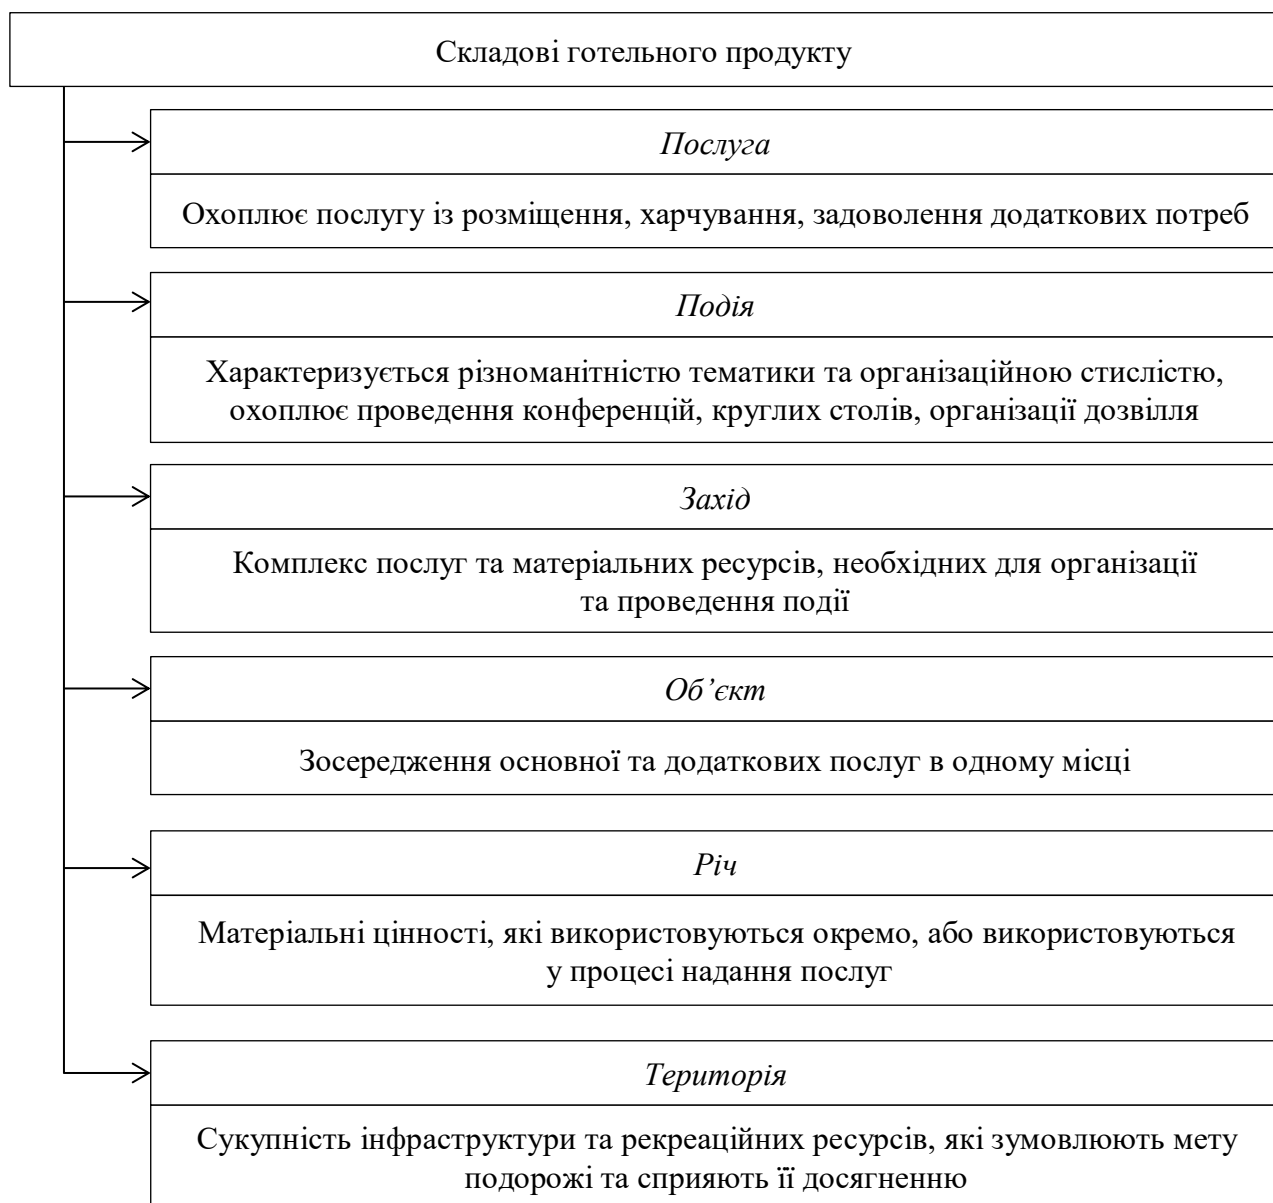 Складові готельного продукту
Послуга
Охоплює послугу із розміщення, харчування, задоволення додаткових потреб
Подія
Характеризується різноманітністю тематики та організаційною стислістю,
охоплює проведення конференцій, круглих столів, організації дозвілля
Захід
Комплекс послуг та матеріальних ресурсів, необхідних для організації
та проведення події
Об’єкт
Зосередження основної та додаткових послуг в одному місці
Річ
Матеріальні цінності, які використовуються окремо, або використовуються
у процесі надання послуг
Територія
Сукупність інфраструктури та рекреаційних ресурсів, які зумовлюють мету
подорожі та сприяють її досягненню